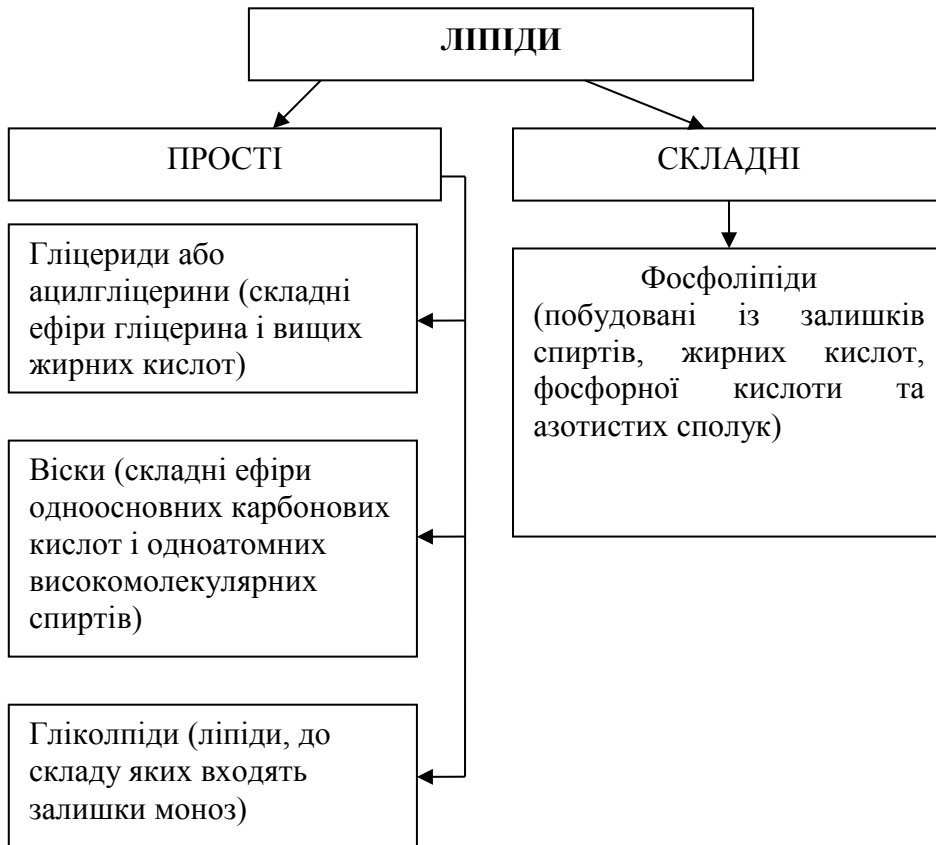 ЛІПІДИ
ПРОСТІ
СКЛАДНІ
Гліцериди або
ацилгліцерини (складні
ефіри гліцерина і вищих
жирних кислот)
Фосфоліпіди
(побудовані із залишків
спиртів, жирних кислот,
фосфорної кислоти та
азотистих сполук)
Віски (складні ефіри
одноосновних карбонових
кислот і одноатомних
високомолекулярних
спиртів)
Гліколпіди (ліпіди, до
складу яких входять
залишки моноз)